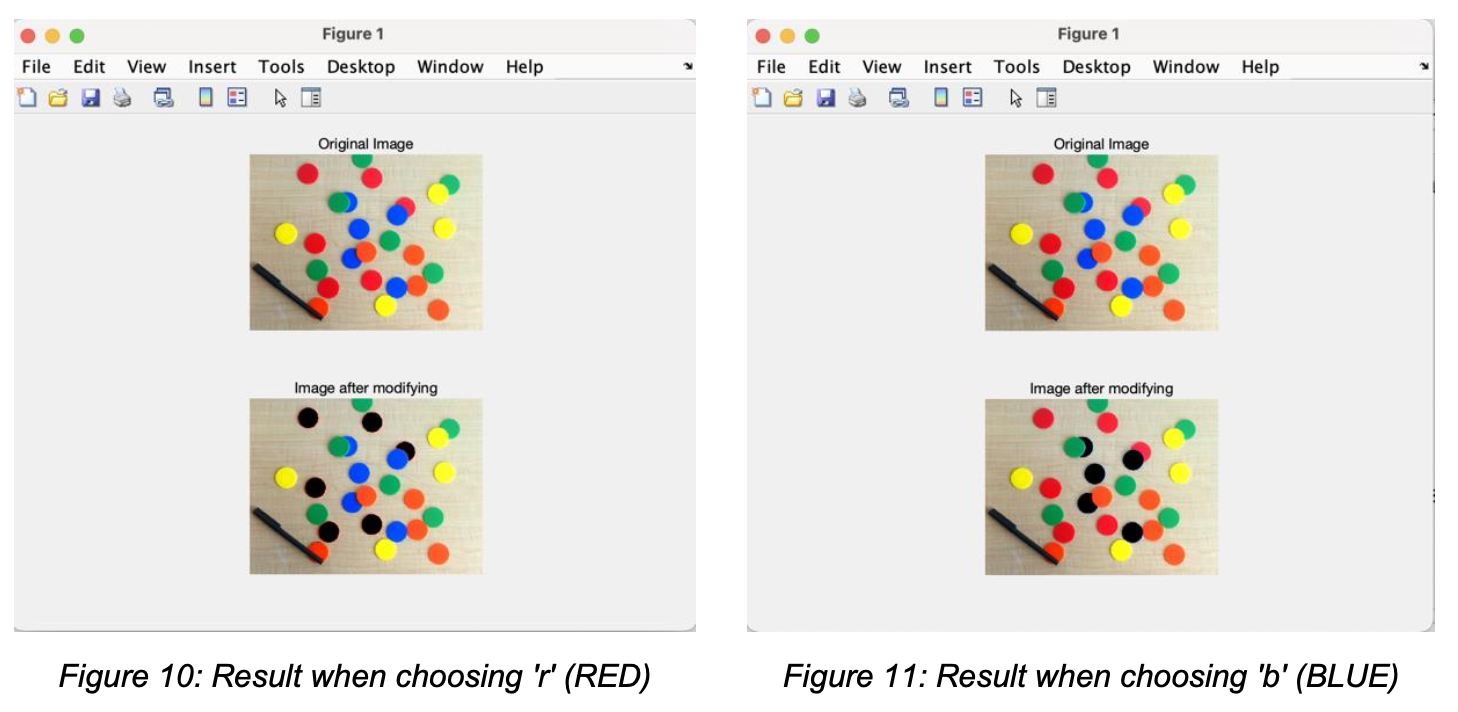 Figure 1
File Edit View Insert Tools Desktop Window Help
Original Image
Image after modifying
Figure 10: Result when choosing 'r' (RED)
Figure 1
File Edit View Insert Tools Desktop Window Help
Original Image
Image after modifying
Figure 11: Result when choosing 'b' (BLUE)